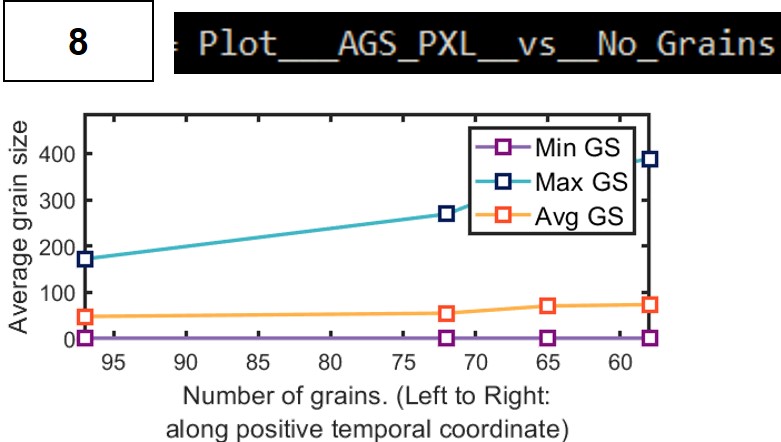 8
= Plot___AGS_PXL__vs__No_Grains
Average grain size
400
300
200
100
0
Min GS
Max GS
Avg GS
95 90 85 80 75 70 65 60
Number of grains. (Left to Right:
along positive temporal coordinate)